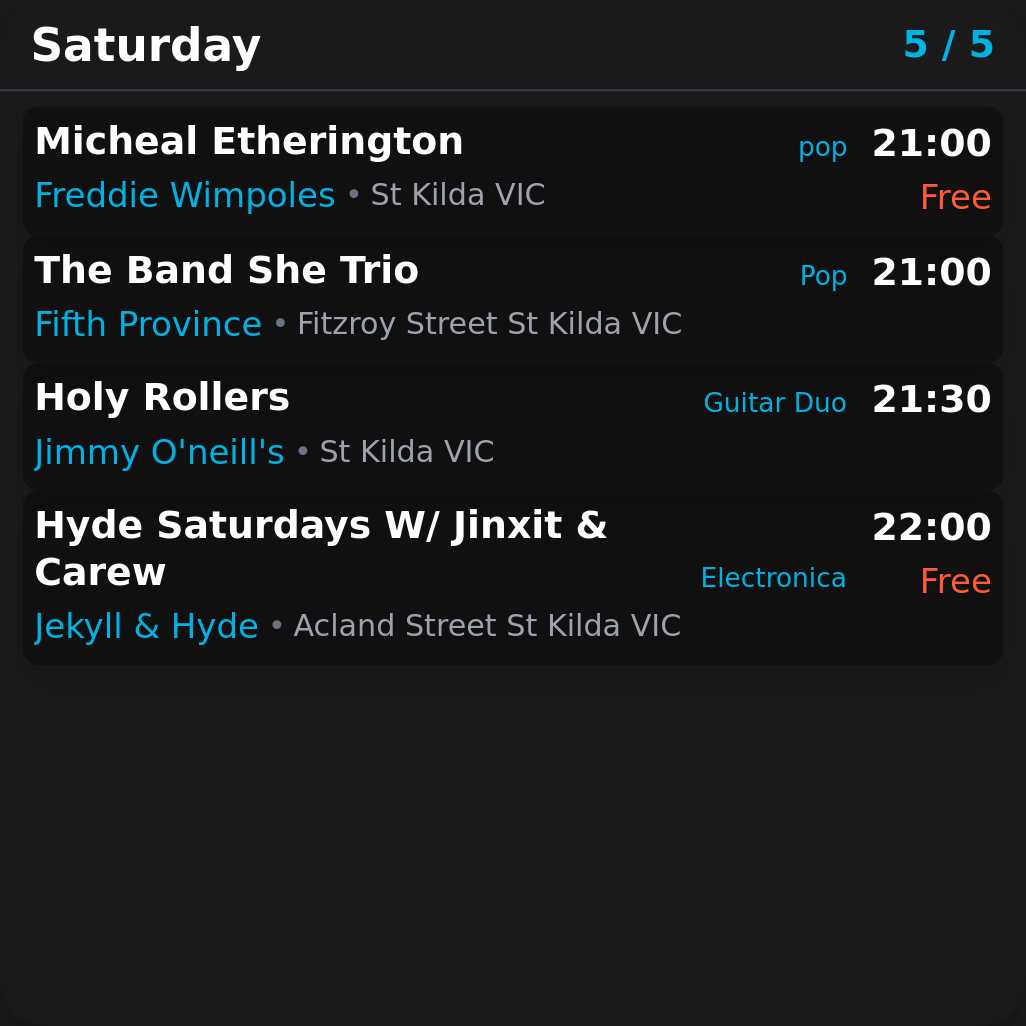 Saturday 5 / 5
Micheal Etherington pop 21:00
Freddie Wimpoles • St Kilda VIC Free
The Band She Trio Pop 21:00
Fifth Province • Fitzroy Street St Kilda VIC
Holy Rollers Guitar Duo 21:30
Jimmy O'neill's • St Kilda VIC
Hyde Saturdays W/ Jinxit & 22:00
Carew Electronica Free
Jekyll & Hyde • Acland Street St Kilda VIC